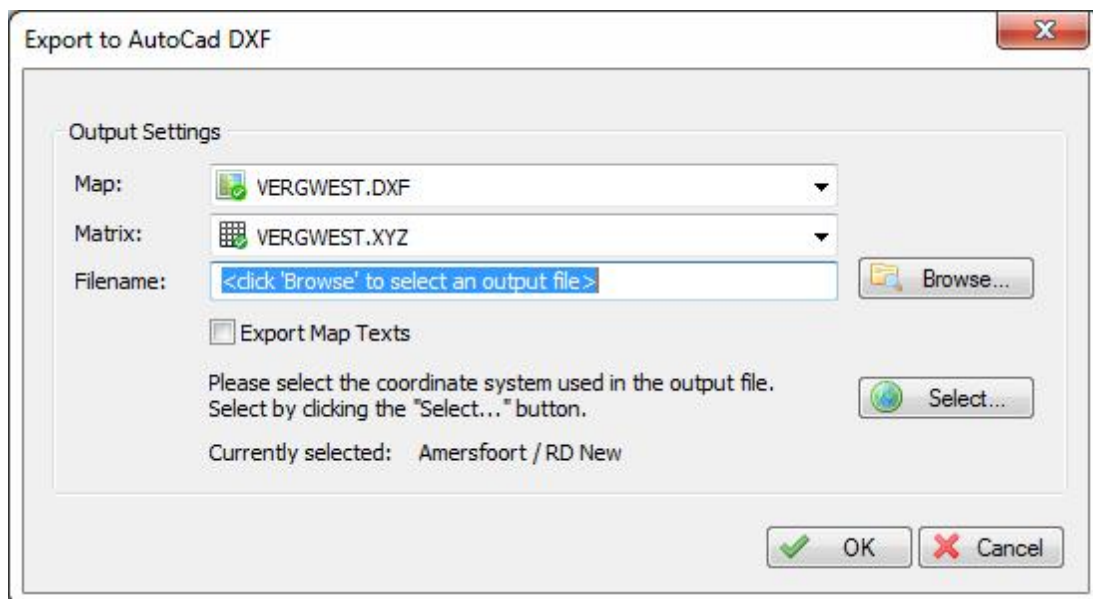 Export to AutoCad DXF
Output Settings
Map: VERGWEST.DXF
Matrix: VERGWEST.XYZ
Filename: <click 'Browse' to select an output file> Browse...
Export Map Texts
Please select the coordinate system used in the output file.
Select by clicking the "Select..." button. Select...
Currently selected: Amersfoort / RD New
OK Cancel